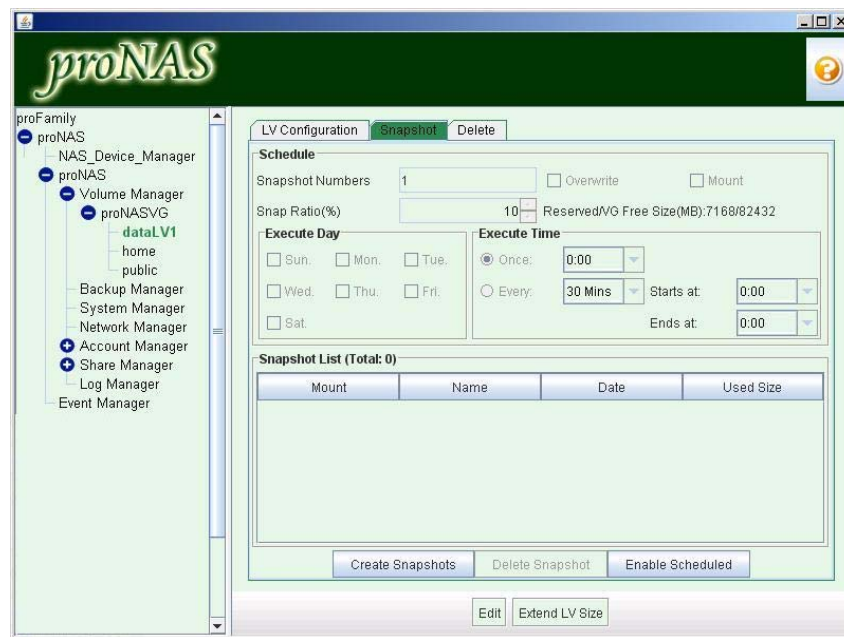 proNAS
proFamily
proNAS
NAS_Device_Manager
proNAS
Volume Manager
proNASVG
dataLV1
home
public
Backup Manager
System Manager
Network Manager
Account Manager
Share Manager
Log Manager
Event Manager
LV Configuration Snapshot Delete
Schedule
Snapshot Numbers 1 Overwrite Mount
Snap Ratio(%) 10 Reserved/VG Free Size(MB):7168/82432
Execute Day
Sun. Mon. Tue.
Wed. Thu. Fri.
Sat.
Execute Time
Once: 0:00
Every: 30 Mins Starts at: 0:00
Ends at: 0:00
Snapshot List (Total: 0)
Mount Name Date Used Size
Create Snapshots Delete Snapshot Enable Scheduled
Edit Extend LV Size